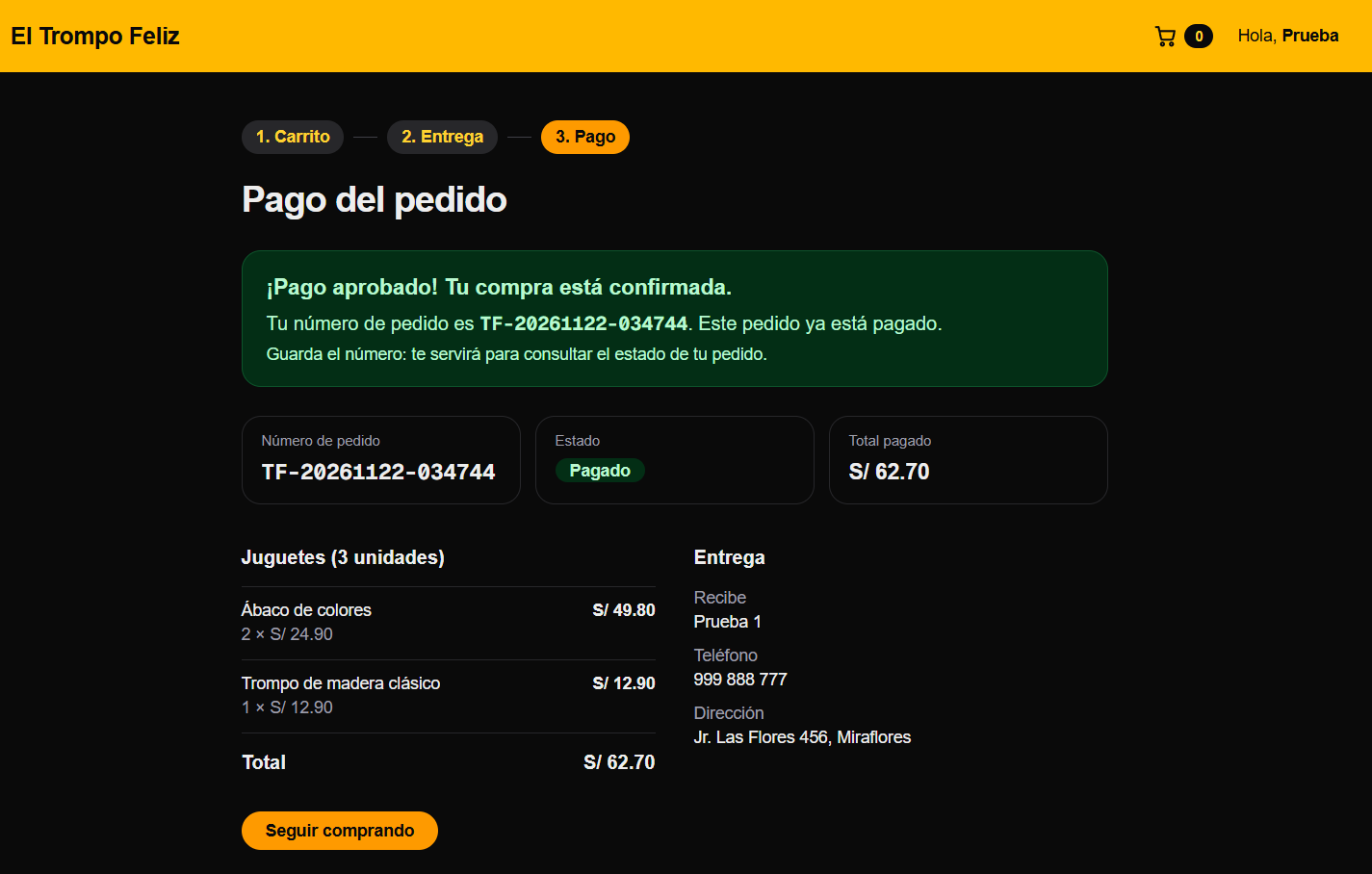 El Trompo Feliz
0
Hola, Prueba
1. Carrito
2. Entrega
3. Pago
Pago del pedido
¡Pago aprobado! Tu compra está confirmada.
Tu número de pedido es TF-20261122-034744. Este pedido ya está pagado.
Guarda el número: te servirá para consultar el estado de tu pedido.
Número de pedido
TF-20261122-034744
Estado
Pagado
Total pagado
S/ 62.70
Juguetes (3 unidades)
Ábaco de colores S/ 49.80
2 × S/ 24.90
Trompo de madera clásico S/ 12.90
1 × S/ 12.90
Total S/ 62.70
Entrega
Recibe
Prueba 1
Teléfono
999 888 777
Dirección
Jr. Las Flores 456, Miraflores
Seguir comprando